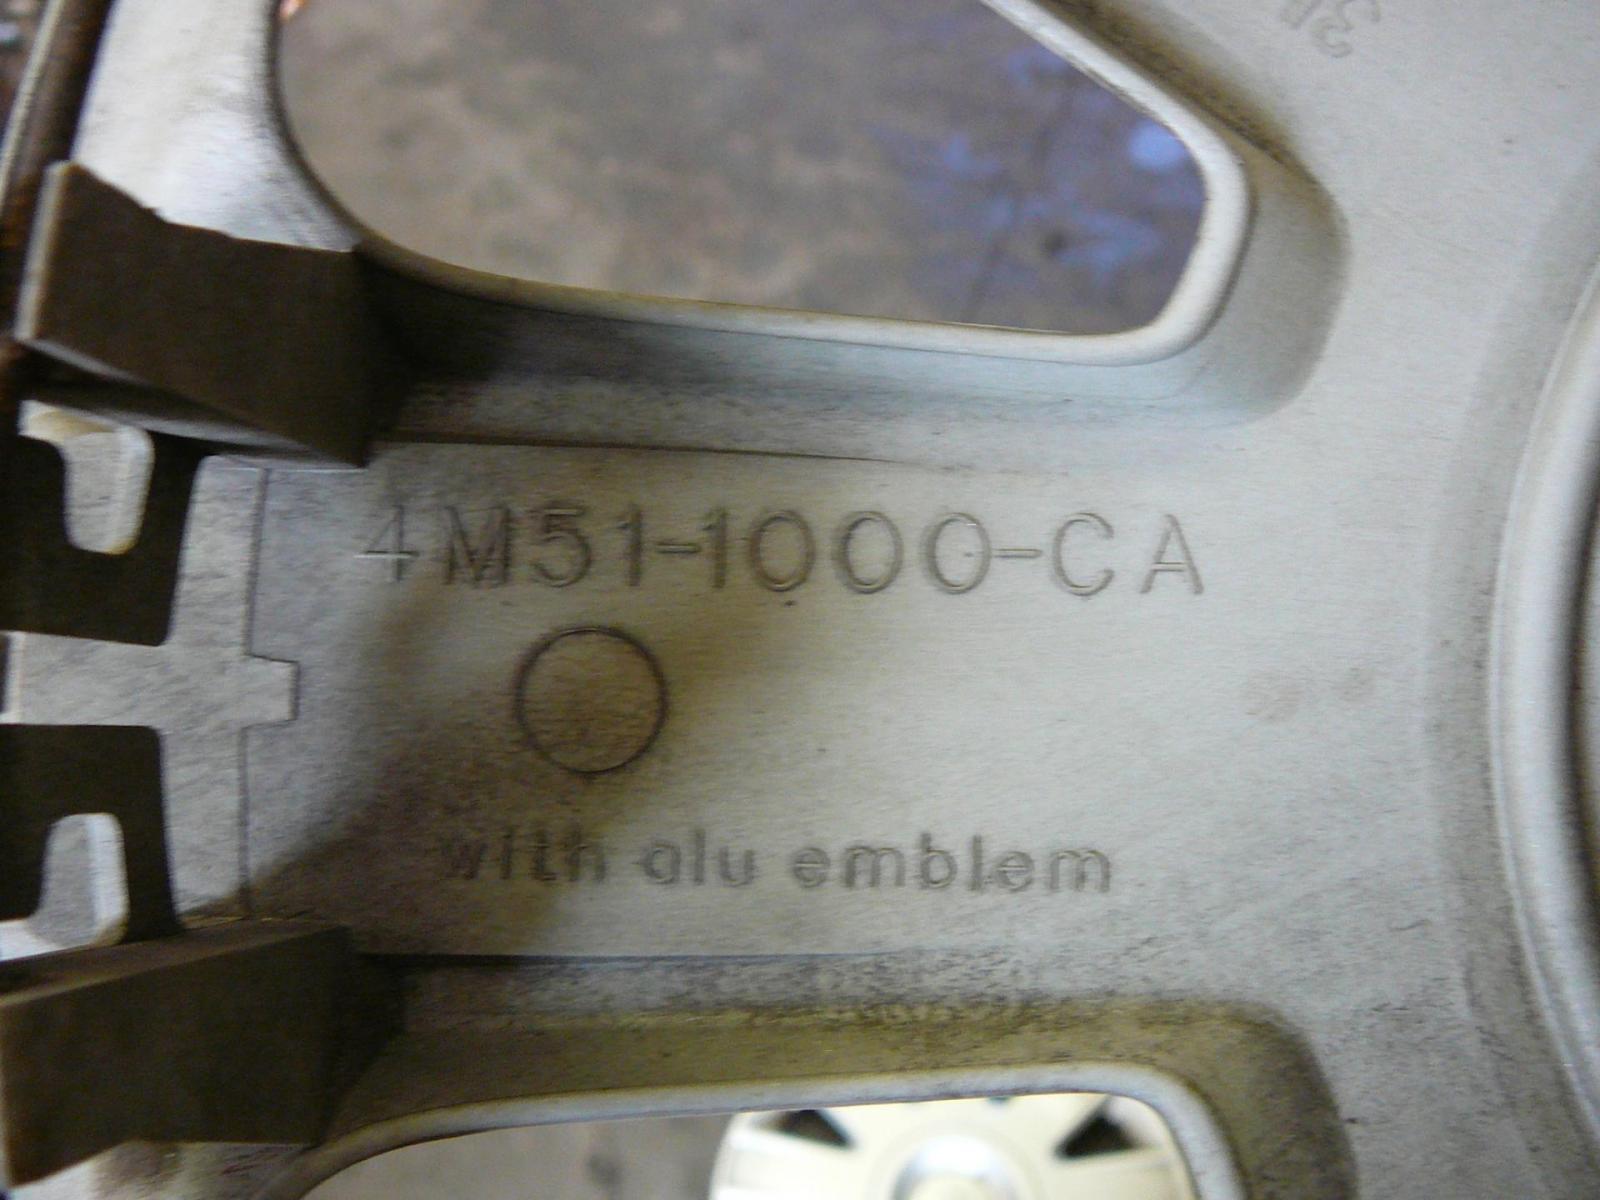 4M51-1000-CA
with alu emblem